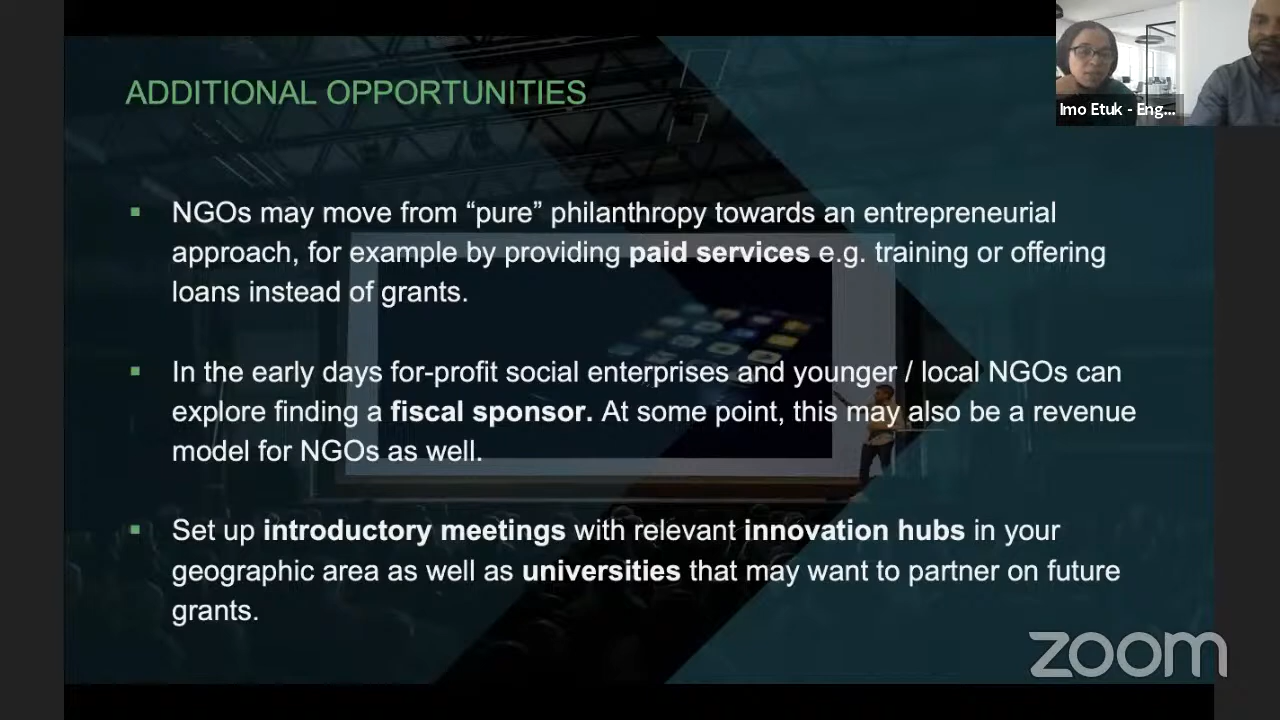 ADDITIONAL OPPORTUNITIES
Imo Etuk - Eng...
▪ NGOs may move from “pure” philanthropy towards an entrepreneurial
approach, for example by providing paid services e.g. training or offering
loans instead of grants.
▪ In the early days for-profit social enterprises and younger / local NGOs can
explore finding a fiscal sponsor. At some point, this may also be a revenue
model for NGOs as well.
▪ Set up introductory meetings with relevant innovation hubs in your
geographic area as well as universities that may want to partner on future
grants.
zoom